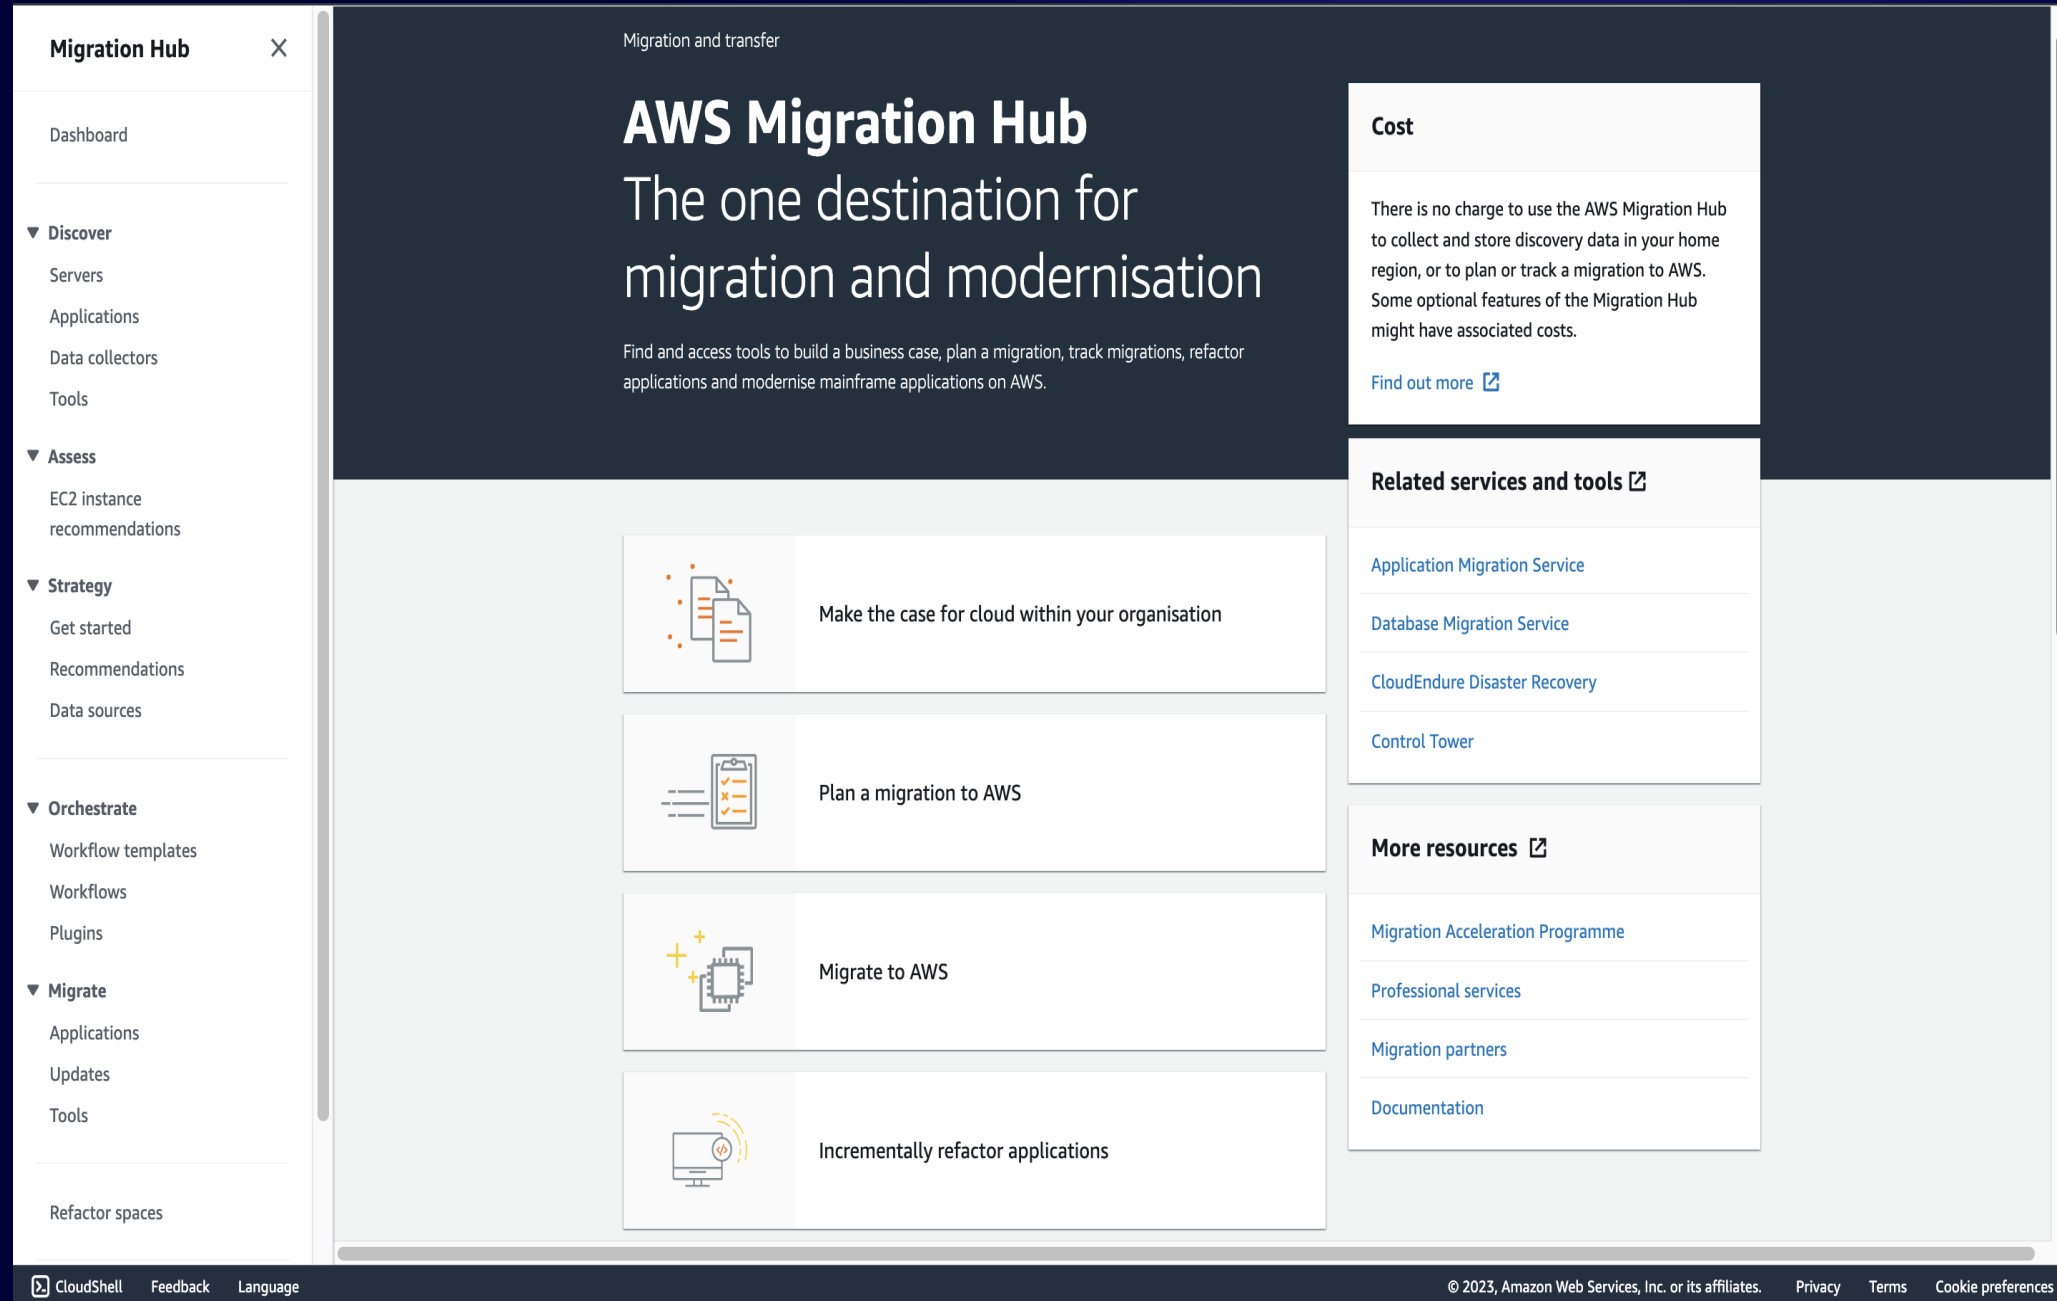 Migration Hub
Dashboard
Discover
Servers
Applications
Data collectors
Tools
Assess
EC2 instance
recommendations
Strategy
Get started
Recommendations
Data sources
Orchestrate
Workflow templates
Workflows
Plugins
Migrate
Applications
Updates
Tools
Refactor spaces
Migration and transfer
AWS Migration Hub
The one destination for
migration and modernisation
Find and access tools to build a business case, plan a migration, track migrations, refactor
applications and modernise mainframe applications on AWS.
Make the case for cloud within your organisation
Plan a migration to AWS
Migrate to AWS
Incrementally refactor applications
Cost
There is no charge to use the AWS Migration Hub
to collect and store discovery data in your home
region, or to plan or track a migration to AWS.
Some optional features of the Migration Hub
might have associated costs.
Find out more
Related services and tools
Application Migration Service
Database Migration Service
CloudEndure Disaster Recovery
Control Tower
More resources
Migration Acceleration Programme
Professional services
Migration partners
Documentation
CloudShell Feedback Language © 2023, Amazon Web Services, Inc. or its affiliates. Privacy Terms Cookie preferences